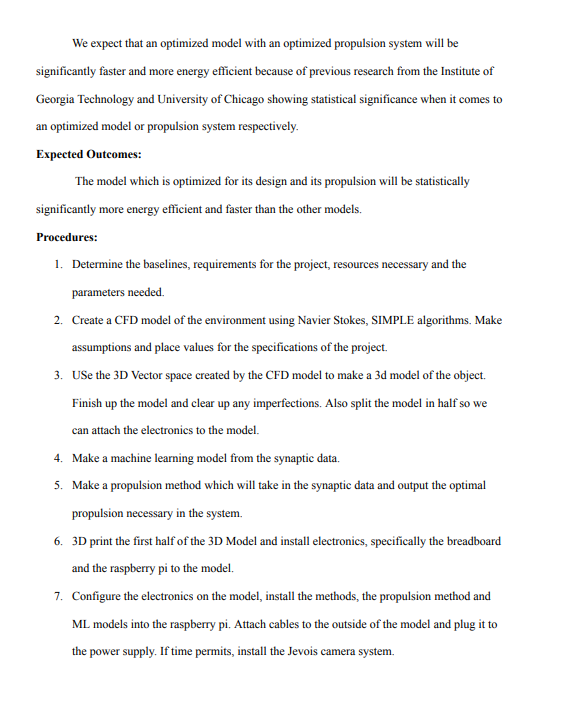 We expect that an optimized model with an optimized propulsion system will be
significantly faster and more energy efficient because of previous research from the Institute of
Georgia Technology and University of Chicago showing statistical significance when it comes to
an optimized model or propulsion system respectively.
Expected Outcomes:
The model which is optimized for its design and its propulsion will be statistically
significantly more energy efficient and faster than the other models.
Procedures:
1. Determine the baselines, requirements for the project, resources necessary and the
parameters needed.
2. Create a CFD model of the environment using Navier Stokes, SIMPLE algorithms. Make
assumptions and place values for the specifications of the project.
3. USe the 3D Vector space created by the CFD model to make a 3d model of the object.
Finish up the model and clear up any imperfections. Also split the model in half so we
can attach the electronics to the model.
4. Make a machine learning model from the synaptic data.
5. Make a propulsion method which will take in the synaptic data and output the optimal
propulsion necessary in the system.
6. 3D print the first half of the 3D Model and install electronics, specifically the breadboard
and the raspberry pi to the model.
7. Configure the electronics on the model, install the methods, the propulsion method and
ML models into the raspberry pi. Attach cables to the outside of the model and plug it to
the power supply. If time permits, install the Jevois camera system.